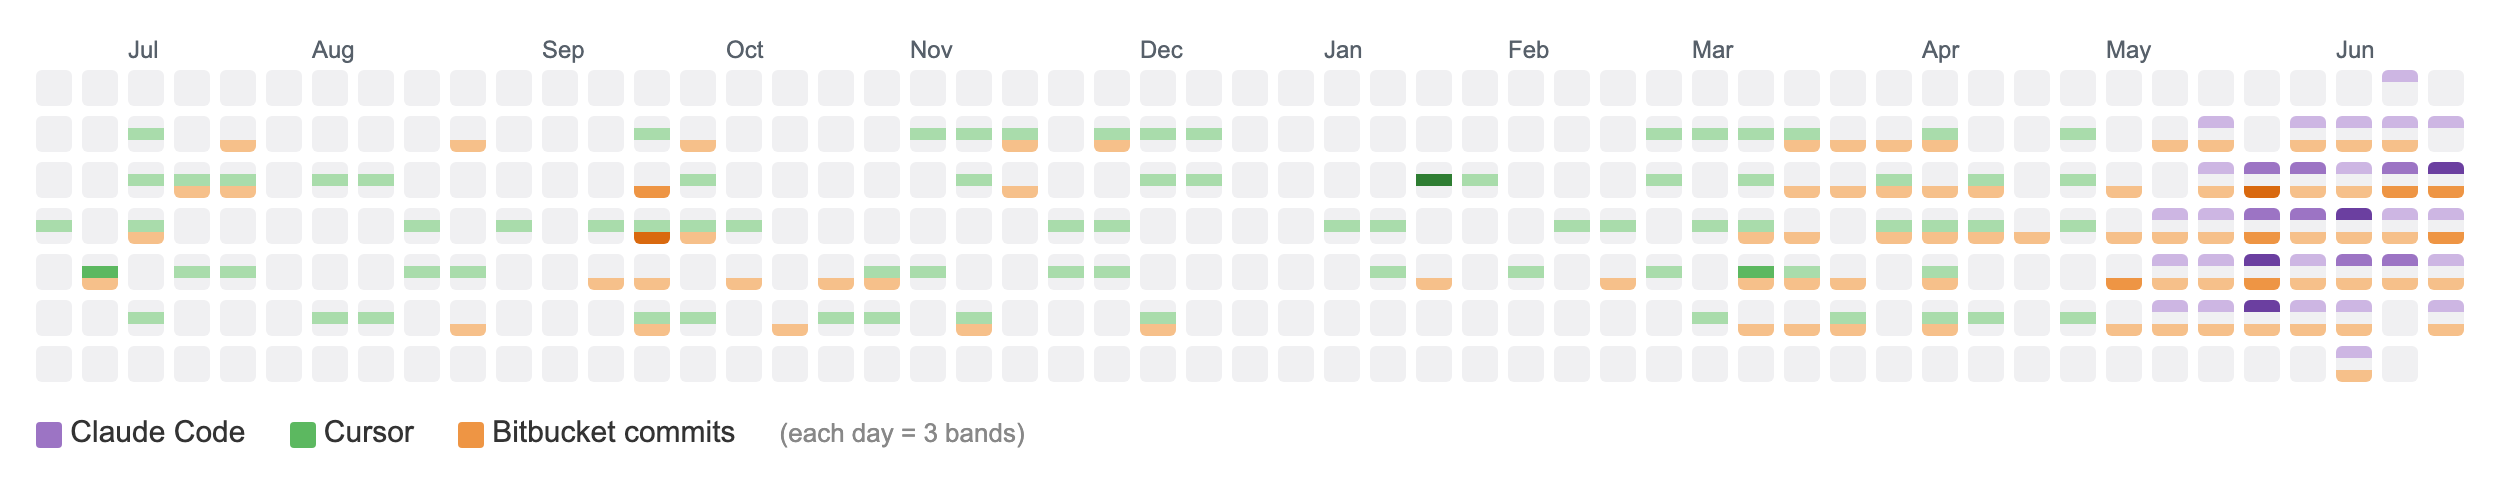 Jul Aug Sep Oct Nov Dec Jan Feb Mar Apr May Jun
Claude Code Cursor Bitbucket commits (each day = 3 bands)